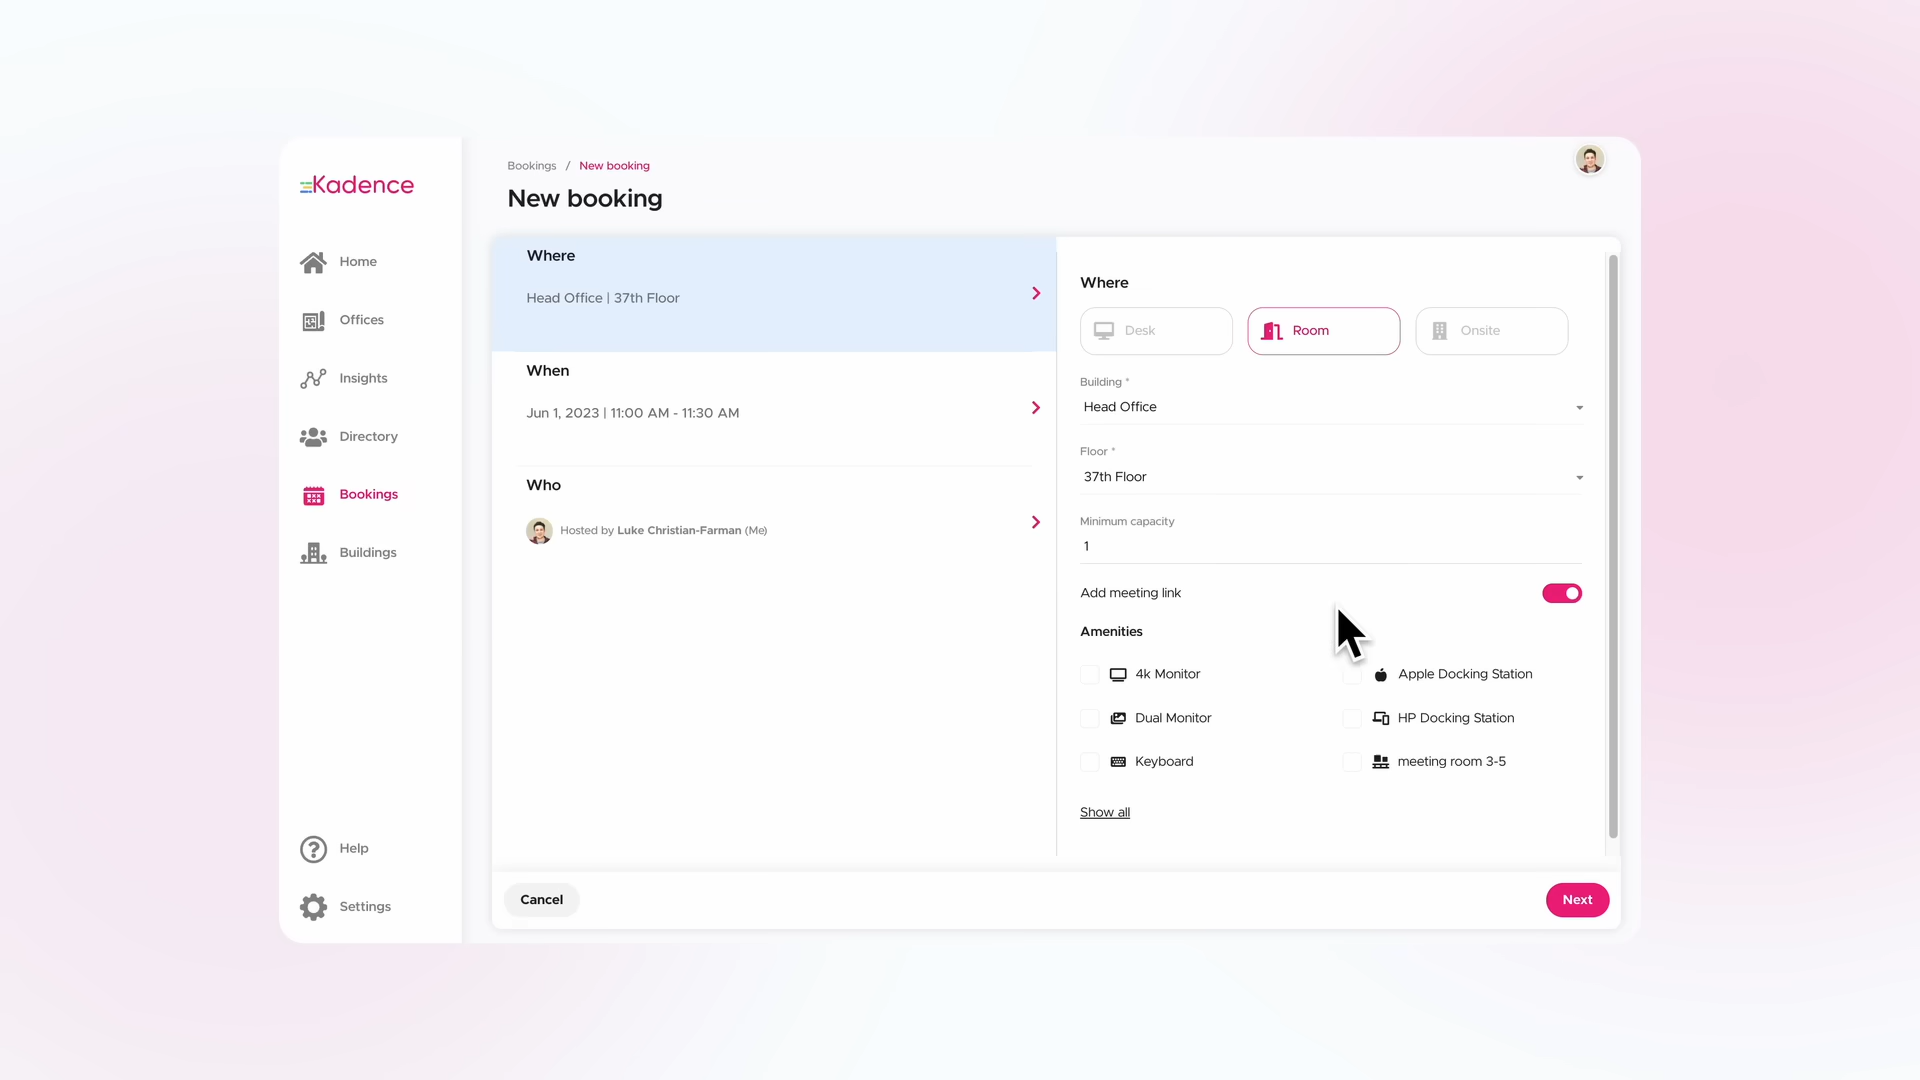 Kadence
Home
Offices
Insights
Directory
Bookings
Buildings
Help
Settings
Bookings / New booking
New booking
Where
Head Office | 37th Floor
When
Jun 1, 2023 | 11:00 AM - 11:30 AM
Who
Hosted by Luke Christian-Farman (Me)
Where
Desk
Room
Onsite
Building *
Head Office
Floor *
37th Floor
Minimum capacity
1
Add meeting link
Amenities
4k Monitor
Apple Docking Station
Dual Monitor
HP Docking Station
Keyboard
meeting room 3-5
Show all
Cancel
Next